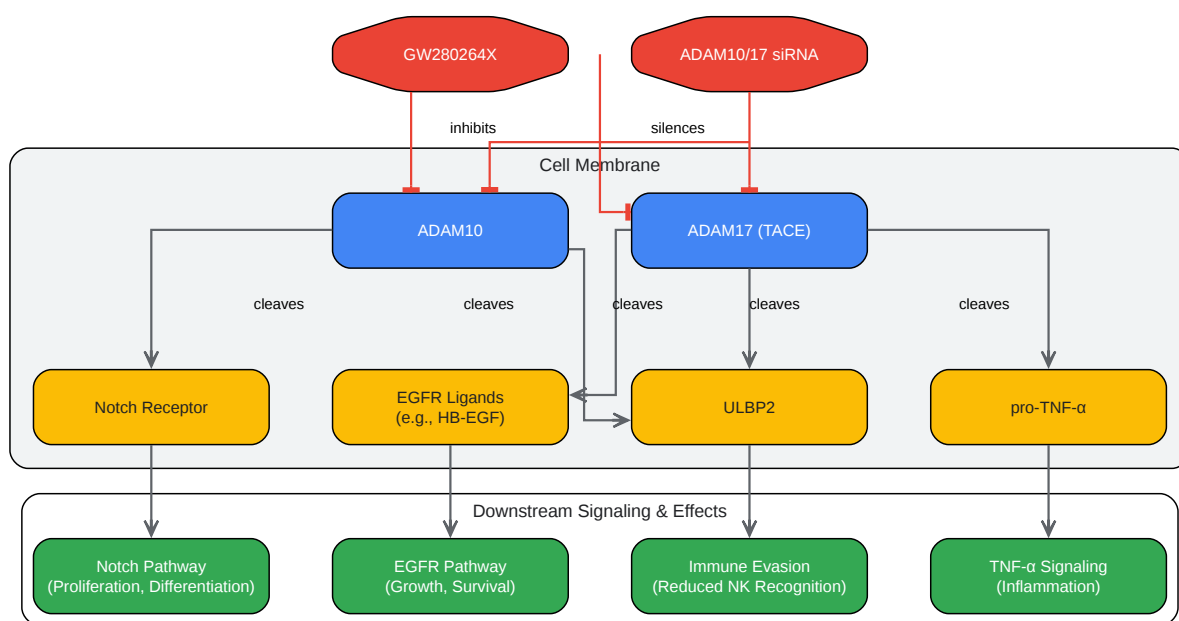 GW280264X
ADAM10/17 siRNA
inhibits
silences
Cell Membrane
ADAM10
ADAM17 (TACE)
cleaves
cleaves
cleaves
cleaves
cleaves
Notch Receptor
EGFR Ligands
(e.g., HB-EGF)
ULBP2
pro-TNF-α
Downstream Signaling & Effects
Notch Pathway
(Proliferation, Differentiation)
EGFR Pathway
(Growth, Survival)
Immune Evasion
(Reduced NK Recognition)
TNF-α Signaling
(Inflammation)